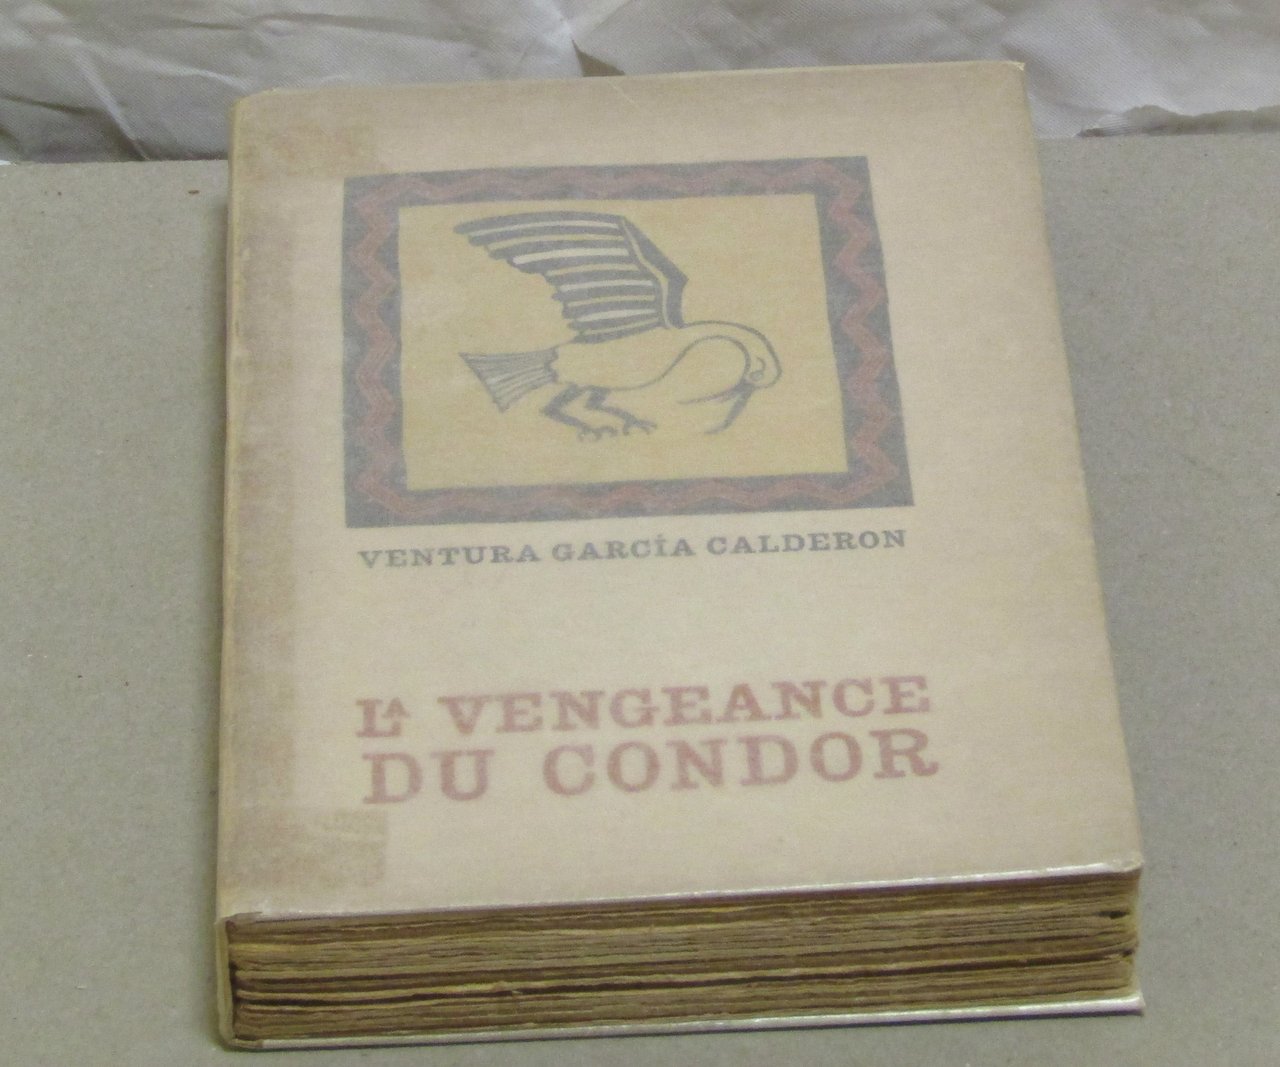 VENTURA GARCÍA CALDERON
LA VENGEANCE
DU CONDOR